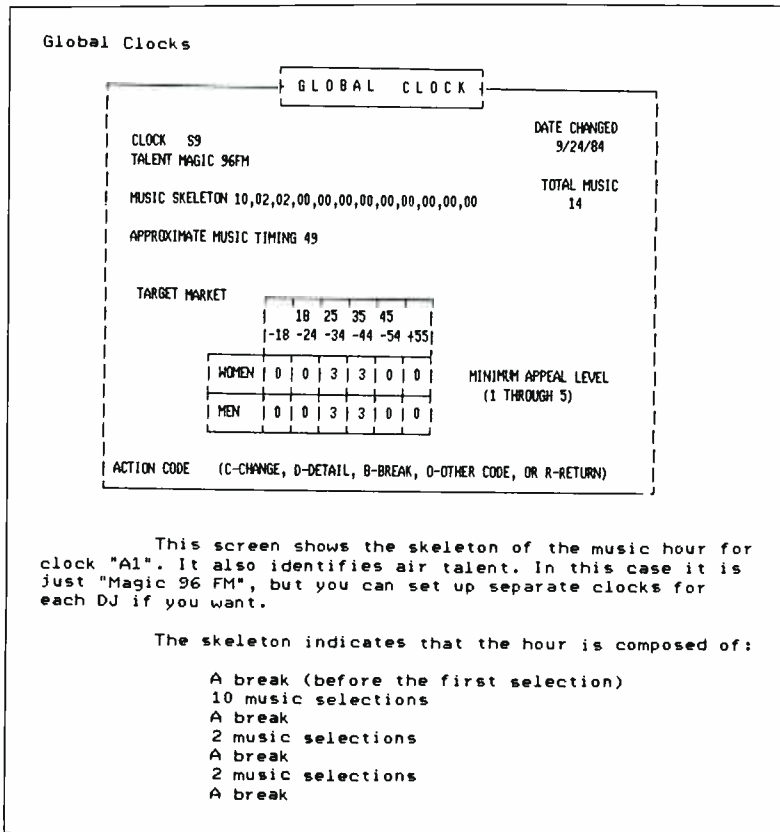 Global Clocks
GLOBAL CLOCK
CLOCK S9
DATE CHANGED
TALENT MAGIC 96FM
9/24/84
MUSIC SKELETON 10,02,02,00,00,00,00,00,00,00,00,00
TOTAL MUSIC
14
APPROXIMATE MUSIC TIMING 49
TARGET MARKET
18 25 35 45
-18 -24 -34 -44 -54 +55
WOMEN 0 0 3 3 0 0
MINIMUM APPEAL LEVEL
(1 THROUGH 5)
MEN 0 0 3 3 0 0
ACTION CODE (C-CHANGE, D-DETAIL, B-BREAK, O-OTHER CODE, OR R-RETURN)
This screen shows the skeleton of the music hour for
clock "A1". It also identifies air talent. In this case it is
just "Magic 96 FM", but you can set up separate clocks for
each DJ if you want.
The skeleton indicates that the hour is composed of:
A break (before the first selection)
10 music selections
A break
2 music selections
A break
2 music selections
A break